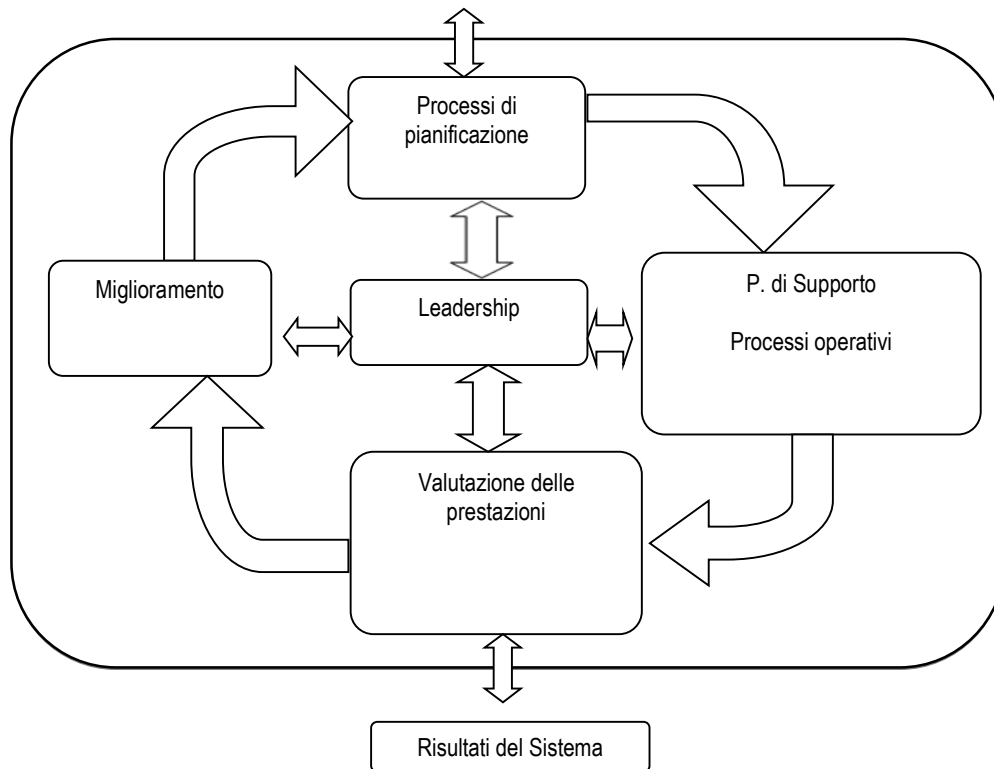 Processi di
pianificazione
Miglioramento
Leadership
P. di Supporto
Processi operativi
Valutazione delle
prestazioni
Risultati del Sistema